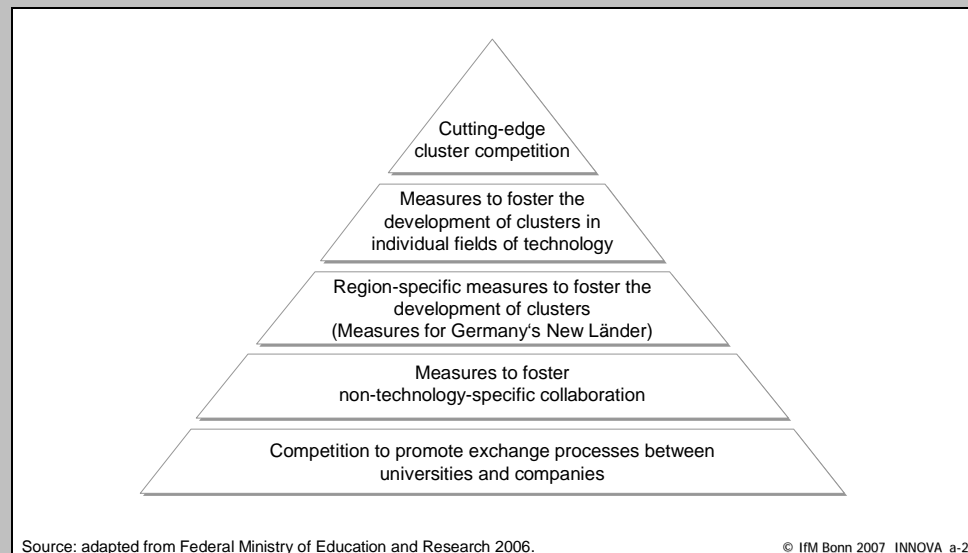 Cutting-edge
cluster competition
Measures to foster the
development of clusters in
individual fields of technology
Region-specific measures to foster the
development of clusters
(Measures for Germany‘s New Länder)
Measures to foster
non-technology-specific collaboration
Competition to promote exchange processes between
universities and companies
Source: adapted from Federal Ministry of Education and Research 2006.
© IfM Bonn 2007 INNOVA a-2